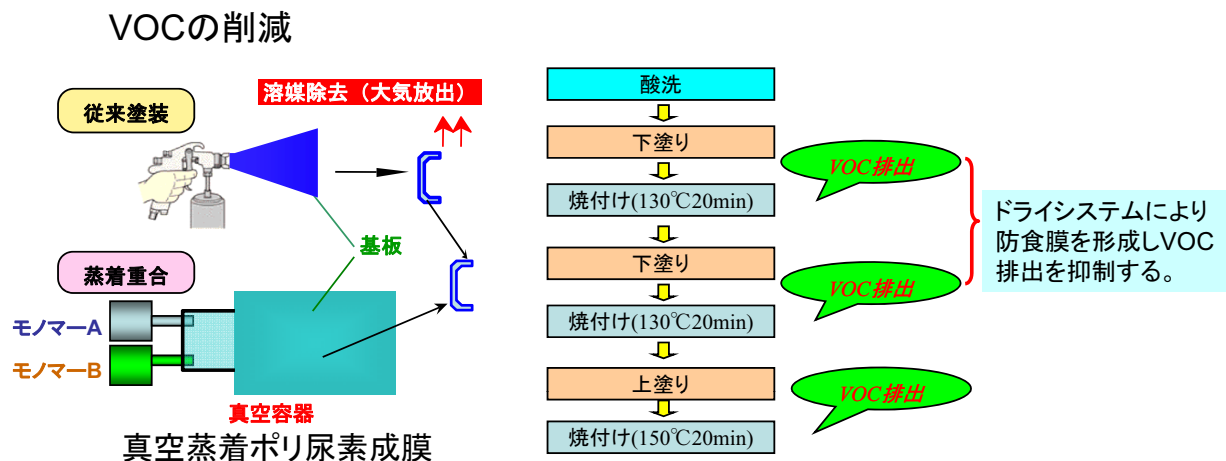 VOCの削減
従来塗装
溶媒除去（大気放出）
基板
蒸着重合
モノマーA
モノマーB
真空容器
真空蒸着ポリ尿素成膜
酸洗
下塗り
VOC排出
焼付け(130℃20min)
下塗り
VOC排出
焼付け(130℃20min)
上塗り
VOC排出
焼付け(150℃20min)
ドライシステムにより
防食膜を形成しVOC
排出を抑制する。